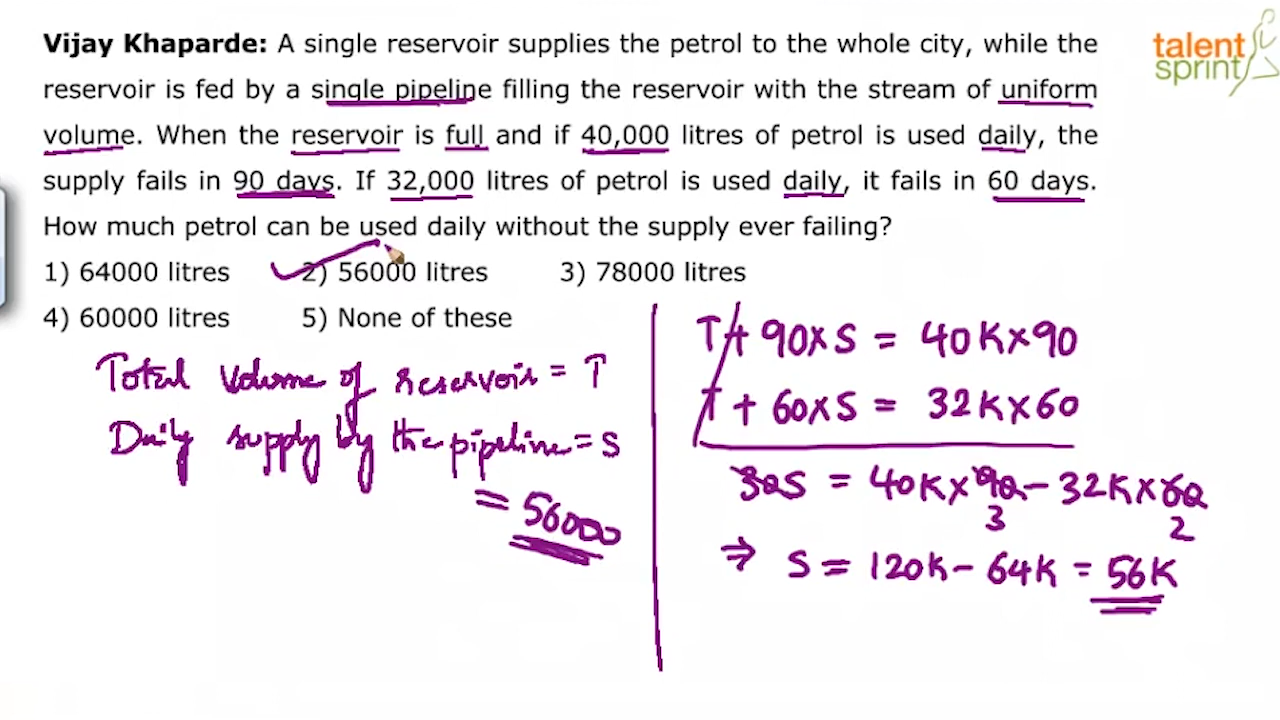 Vijay Khaparde: A single reservoir supplies the petrol to the whole city, while the
reservoir is fed by a single pipeline filling the reservoir with the stream of uniform
volume. When the reservoir is full and if 40,000 litres of petrol is used daily, the
supply fails in 90 days. If 32,000 litres of petrol is used daily, it fails in 60 days.
How much petrol can be used daily without the supply ever failing?
1) 64000 litres 2) 56000 litres 3) 78000 litres
4) 60000 litres 5) None of these
talent
sprint
Total Volume of reservoir = T
Daily supply by the pipeline = S
= 56000
T + 90×S = 40K×90
T + 60×S = 32K×60
30S = 40K×90 – 32K×60
3 2
⇒ S = 120K – 64K = 56K